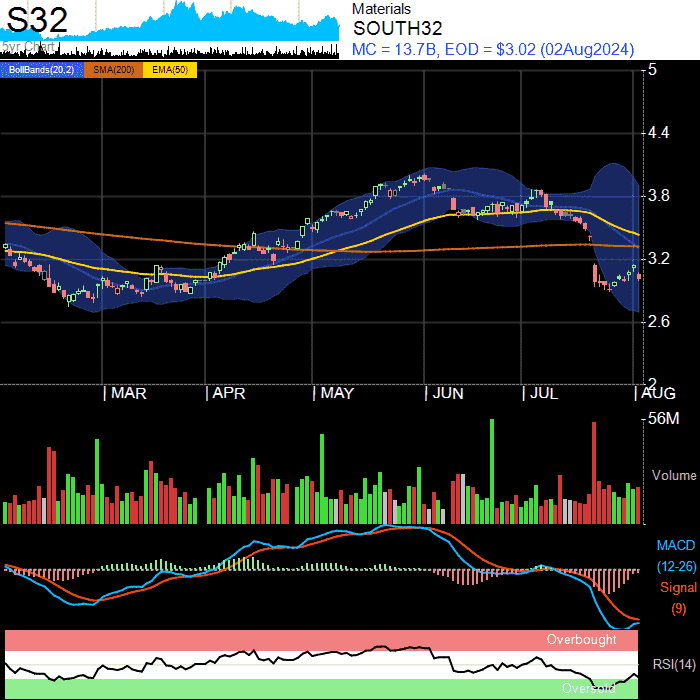 S32
5yr Chart
Materials
SOUTH32
MC = 13.7B, EOD = $3.02 (02Aug2024)
BollBands(20,2) SMA(200) EMA(50)
5
4.4
3.8
3.2
2.6
2
MAR APR MAY JUN JUL AUG
56M
Volume
MACD
(12-26)
Signal
(9)
Overbought
RSI(14)
Oversold